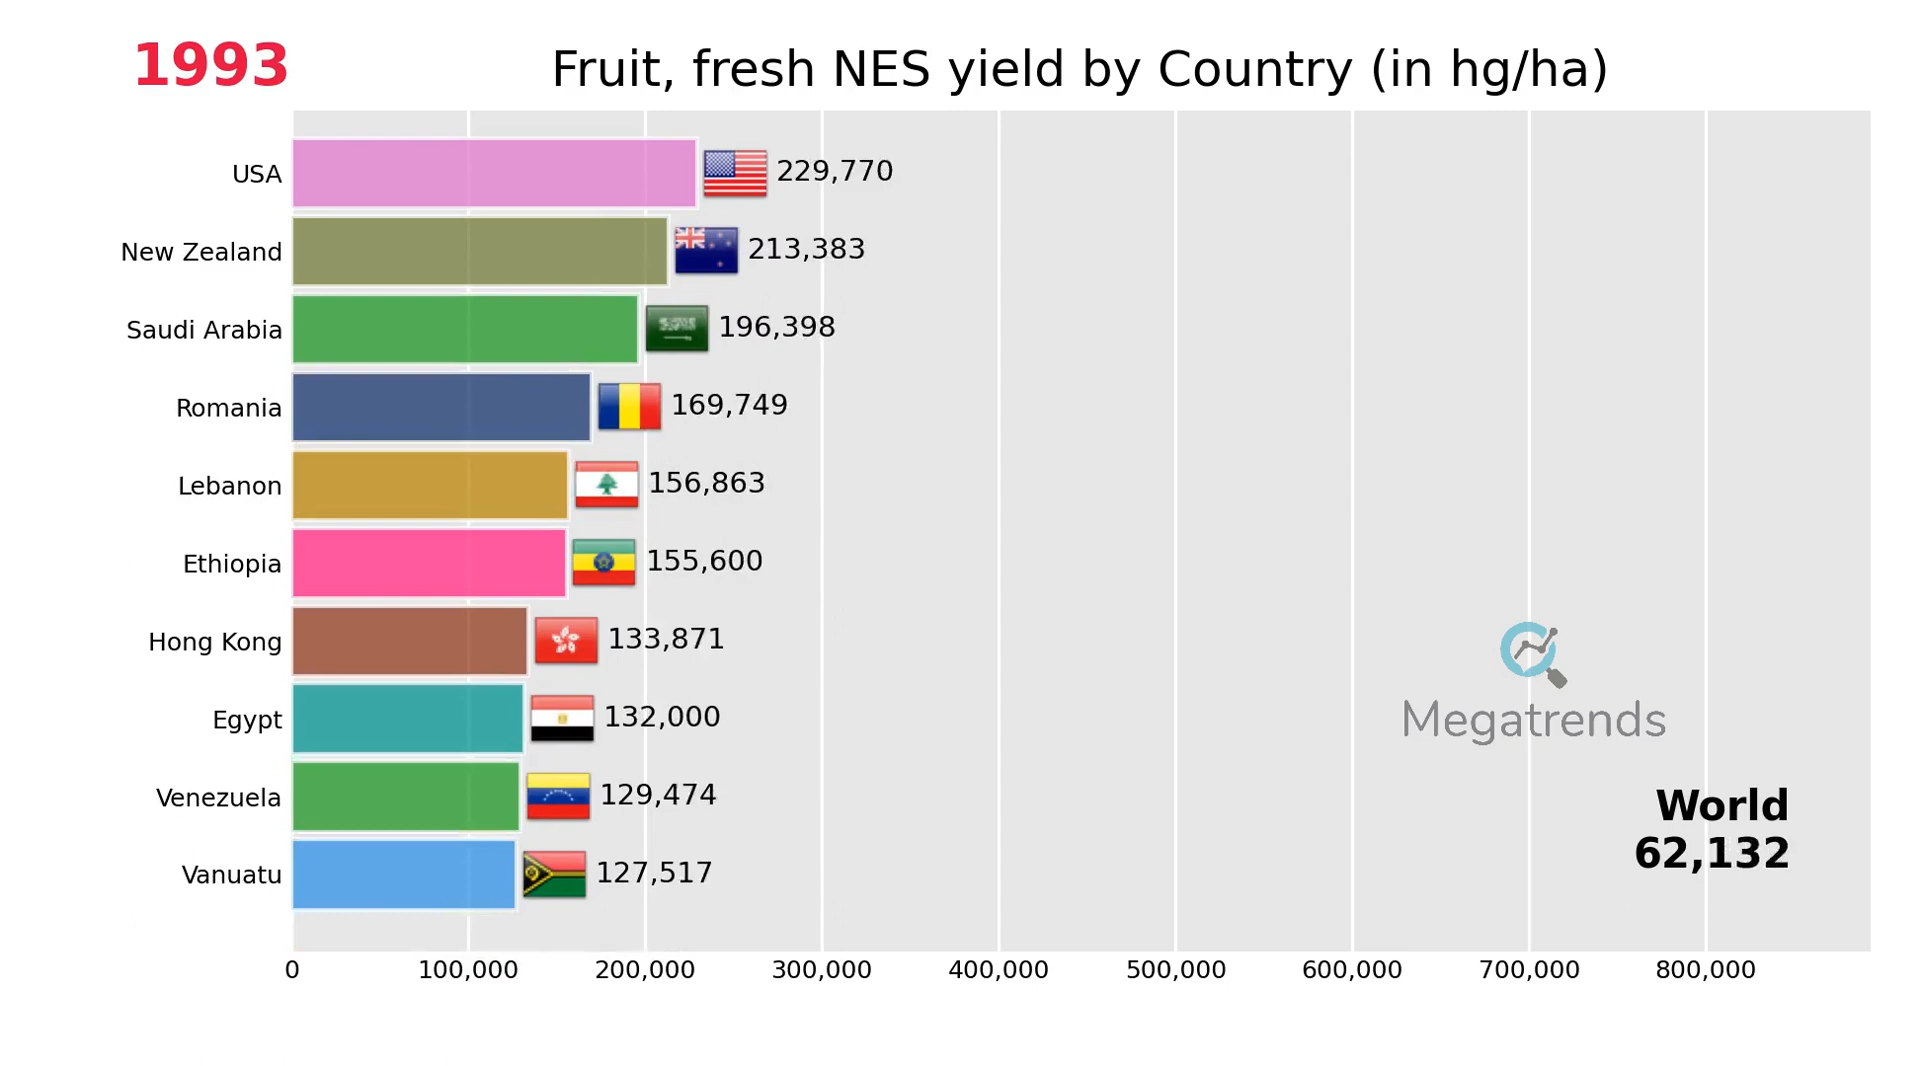 1993
Fruit, fresh NES yield by Country (in hg/ha)
USA 229,770
New Zealand 213,383
Saudi Arabia 196,398
Romania 169,749
Lebanon 156,863
Ethiopia 155,600
Hong Kong 133,871
Egypt 132,000
Venezuela 129,474
Vanuatu 127,517
Megatrends
World
62,132
0 100,000 200,000 300,000 400,000 500,000 600,000 700,000 800,000